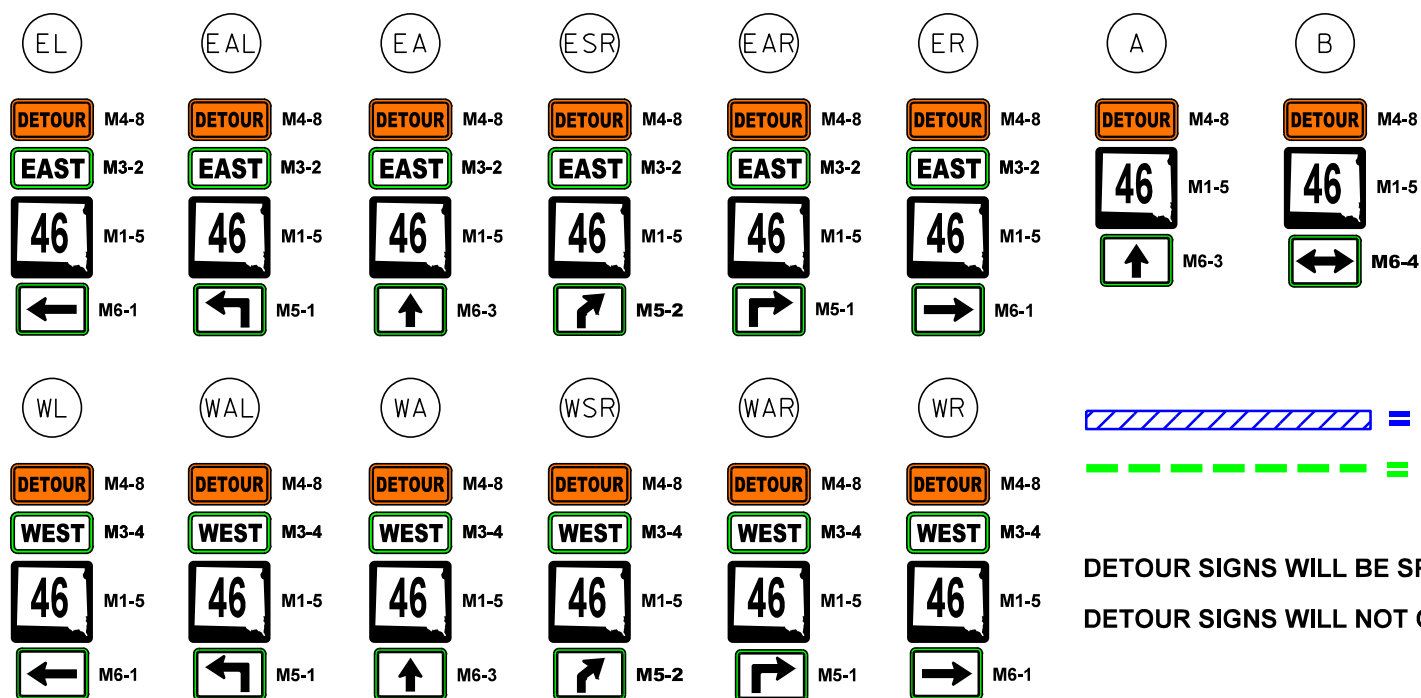 EL EAL EA ESR EAR ER A B
DETOUR M4-8 DETOUR M4-8 DETOUR M4-8 DETOUR M4-8 DETOUR M4-8 DETOUR M4-8 DETOUR M4-8 DETOUR M4-8
EAST M3-2 EAST M3-2 EAST M3-2 EAST M3-2 EAST M3-2 EAST M3-2
46 M1-5 46 M1-5
46 M1-5 46 M1-5 46 M1-5 46 M1-5 46 M1-5 46 M1-5
M6-3 M6-4
M6-1 M5-1 M6-3 M5-2 M5-1 M6-1
WL WAL WA WSR WAR WR
=
=
DETOUR M4-8 DETOUR M4-8 DETOUR M4-8 DETOUR M4-8 DETOUR M4-8 DETOUR M4-8
WEST M3-4 WEST M3-4 WEST M3-4 WEST M3-4 WEST M3-4 WEST M3-4
46 M1-5 46 M1-5 46 M1-5 46 M1-5 46 M1-5 46 M1-5
M6-1 M5-1 M6-3 M5-2 M5-1 M6-1
DETOUR SIGNS WILL BE
DETOUR SIGNS WILL NOT